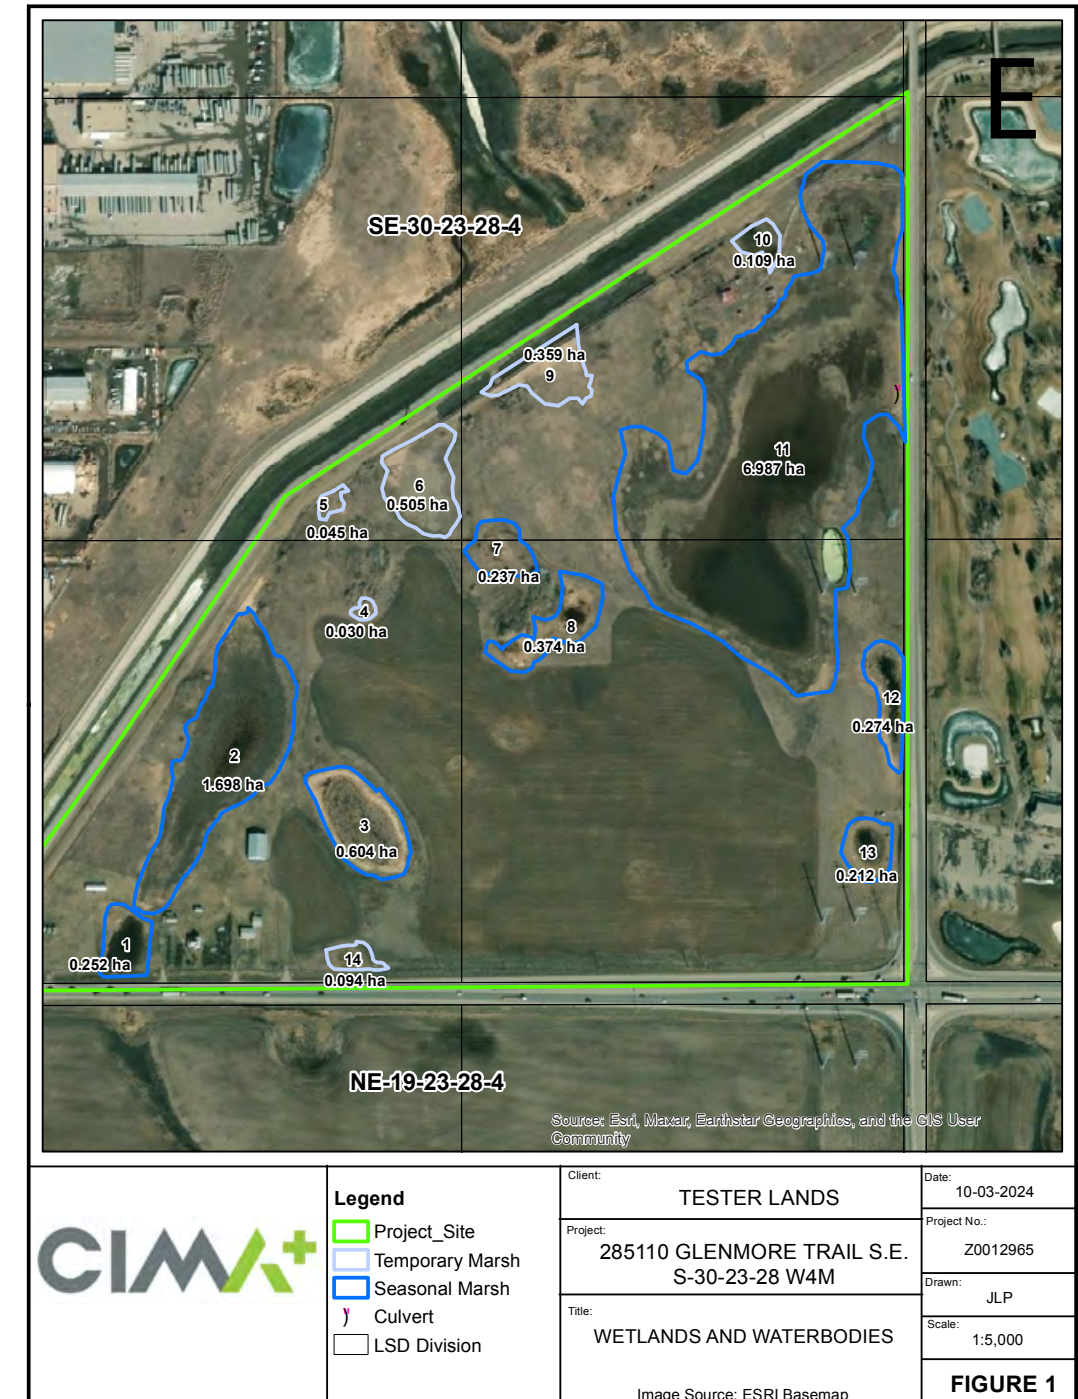 E
SE-30-23-28-4
10
0.109 ha
0.359 ha
9
11
6.987 ha
6
0.505 ha
5
0.045 ha
7
0.237 ha
4
0.030 ha
8
0.374 ha
12
0.274 ha
2
1.698 ha
3
0.604 ha
13
0.212 ha
1
0.252 ha
14
0.094 ha
NE-19-23-28-4
Source: Esri, Maxar, Earthstar Geographics, and the GIS User
Community
CIMA+
Legend
Project_Site
Temporary Marsh
Seasonal Marsh
Culvert
LSD Division
Client:
TESTER LANDS
Project:
285110 GLENMORE TRAIL S.E.
S-30-23-28 W4M
Title:
WETLANDS AND WATERBODIES
Image Source: ESRI Basemap
Date:
10-03-2024
Project No.:
Z0012965
Drawn:
JLP
Scale:
1:5,000
FIGURE 1